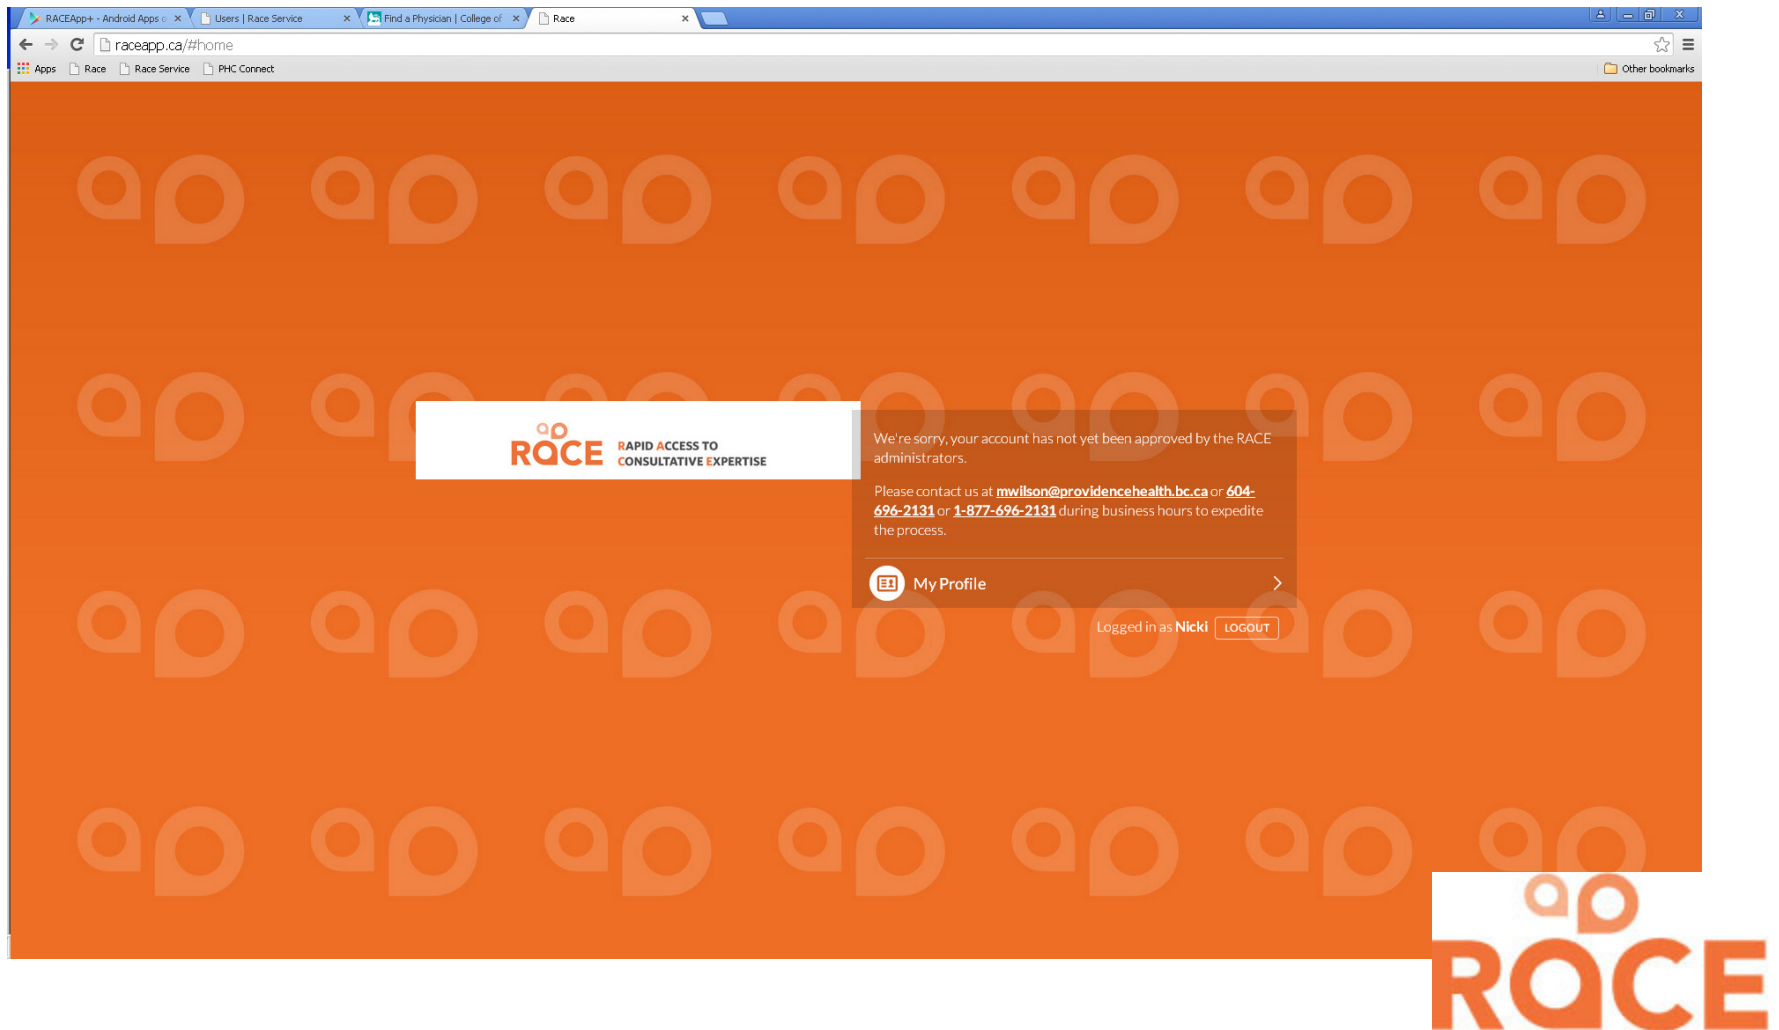 RACEApp+ - Android Apps o
Users | Race Service
Find a Physician | College of
Race
raceapp.ca/#home
Apps
Race
Race Service
PHC Connect
Other bookmarks
RACE
RAPID ACCESS TO
CONSULTATIVE EXPERTISE
We're sorry, your account has not yet been approved by the RACE
administrators.
Please contact us at mwilson@providencehealth.bc.ca or 604-
696-2131 or 1-877-696-2131 during business hours to expedite
the process.
My Profile
Logged in as Nicki LOGOUT
RACE